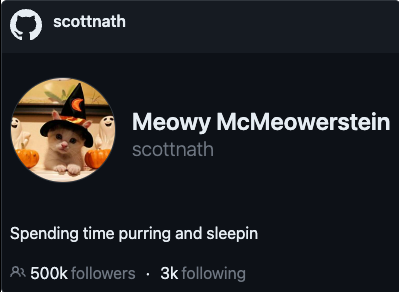 scottnath
Meowy McMeowerstein
scottnath
Spending time purring and sleepin
500k followers · 3k following